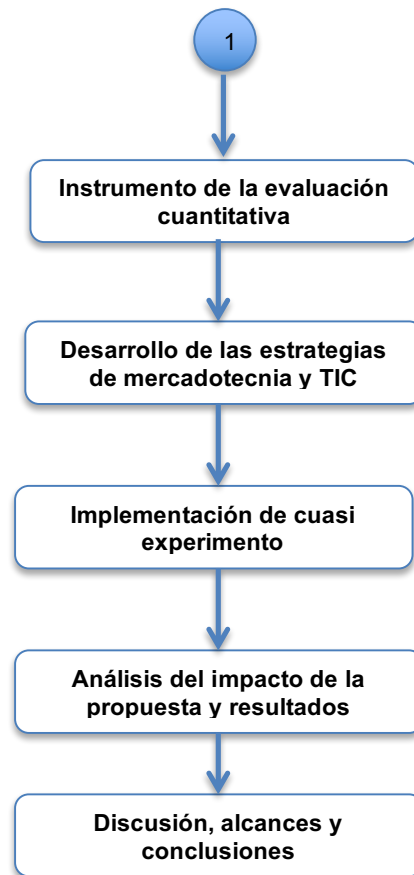 1
Instrumento de la evaluación
cuantitativa
Desarrollo de las estrategias
de mercadotecnia y TIC
Implementación de cuasi
experimento
Análisis del impacto de la
propuesta y resultados
Discusión, alcances y
conclusiones